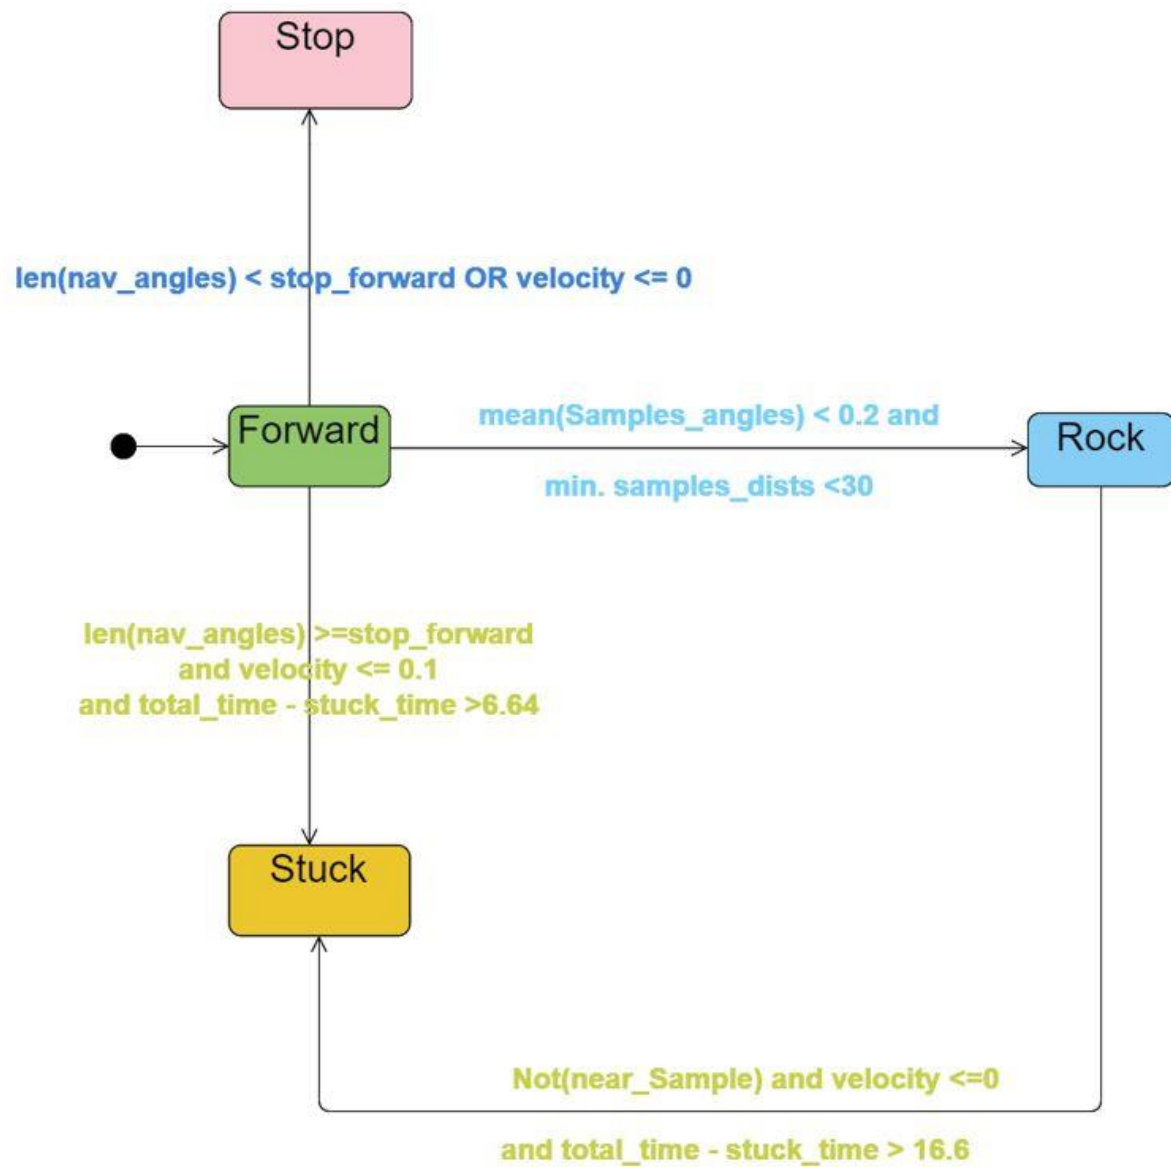 Stop
len(nav_angles) < stop_forward OR velocity <= 0
Forward
mean(Samples_angles) < 0.2 and
min. samples_dists <30
Rock
len(nav_angles) >=stop_forward
and velocity <= 0.1
and total_time - stuck_time >6.64
Stuck
Not(near_Sample) and velocity <=0
and total_time - stuck_time > 16.6